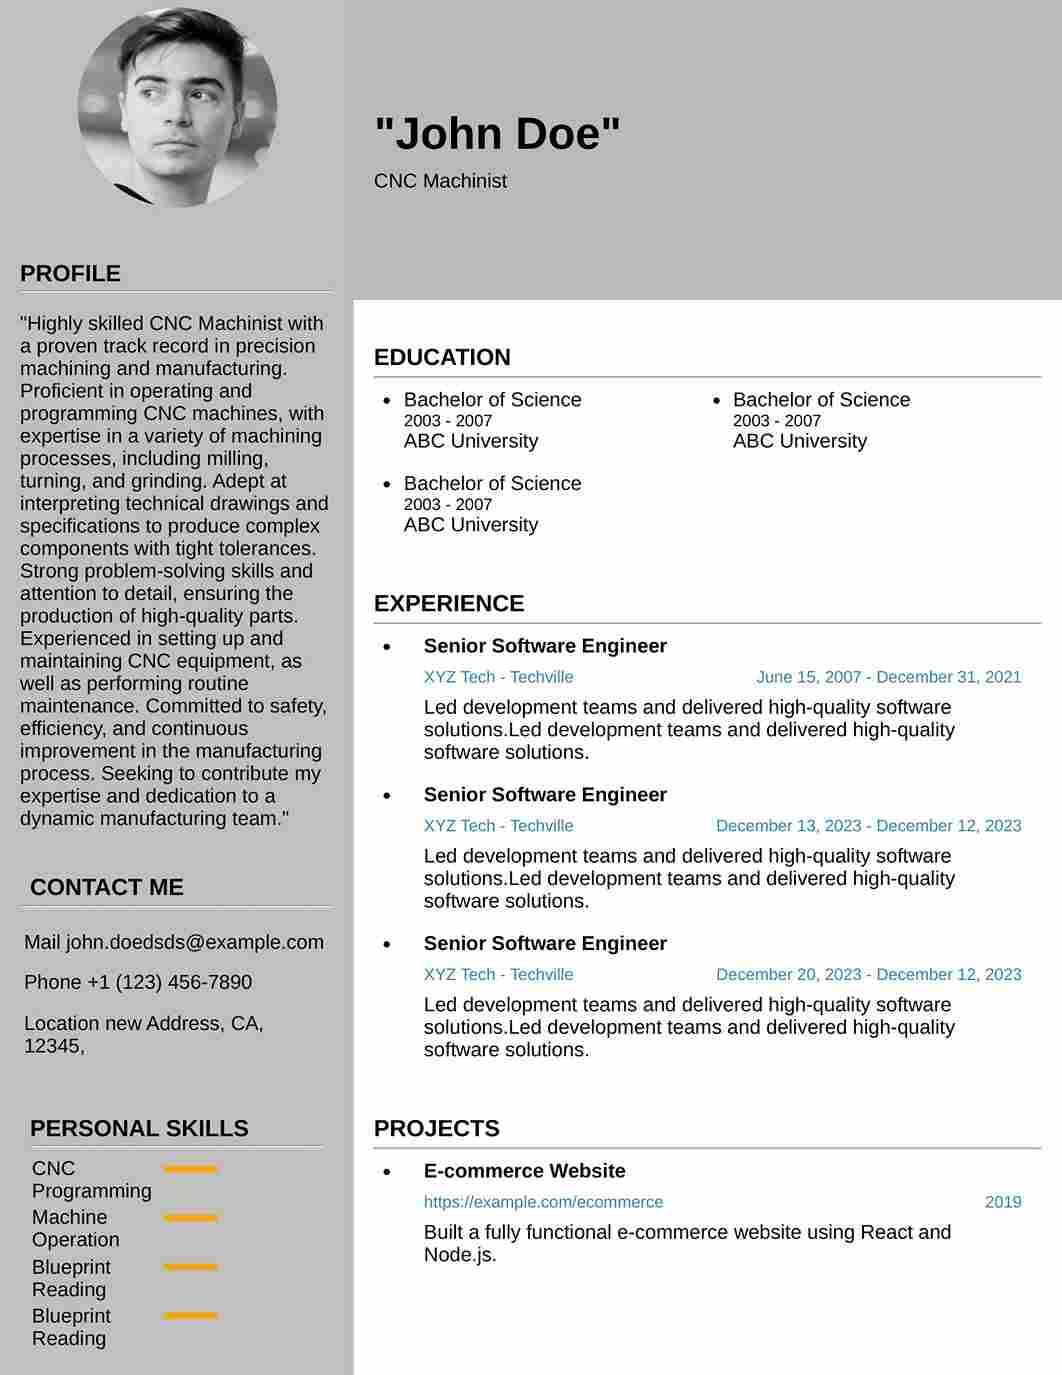 "John Doe"
CNC Machinist
PROFILE
"Highly skilled CNC Machinist with
a proven track record in precision
machining and manufacturing.
Proficient in operating and
programming CNC machines, with
expertise in a variety of machining
processes, including milling,
turning, and grinding. Adept at
interpreting technical drawings and
specifications to produce complex
components with tight tolerances.
Strong problem-solving skills and
attention to detail, ensuring the
production of high-quality parts.
Experienced in setting up and
maintaining CNC equipment, as
well as performing routine
maintenance. Committed to safety,
efficiency, and continuous
improvement in the manufacturing
process. Seeking to contribute my
expertise and dedication to a
dynamic manufacturing team."
CONTACT ME
Mail john.doedsds@example.com
Phone +1 (123) 456-7890
Location new Address, CA,
12345,
PERSONAL SKILLS
CNC
Programming
Machine
Operation
Blueprint
Reading
Blueprint
Reading
EDUCATION
• Bachelor of Science
2003 - 2007
ABC University
• Bachelor of Science
2003 - 2007
ABC University
• Bachelor of Science
2003 - 2007
ABC University
EXPERIENCE
• Senior Software Engineer
XYZ Tech - Techville June 15, 2007 - December 31, 2021
Led development teams and delivered high-quality software
solutions.Led development teams and delivered high-quality
software solutions.
• Senior Software Engineer
XYZ Tech - Techville December 13, 2023 - December 12, 2023
Led development teams and delivered high-quality software
solutions.Led development teams and delivered high-quality
software solutions.
• Senior Software Engineer
XYZ Tech - Techville December 20, 2023 - December 12, 2023
Led development teams and delivered high-quality software
solutions.Led development teams and delivered high-quality
software solutions.
PROJECTS
• E-commerce Website
https://example.com/ecommerce 2019
Built a fully functional e-commerce website using React and
Node.js.